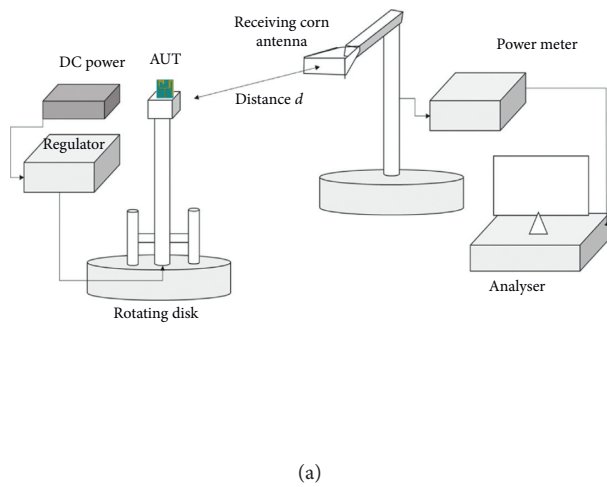 Receiving corn
antenna
Power meter
DC power
AUT
Distance d
Regulator
Analyser
Rotating disk
(a)